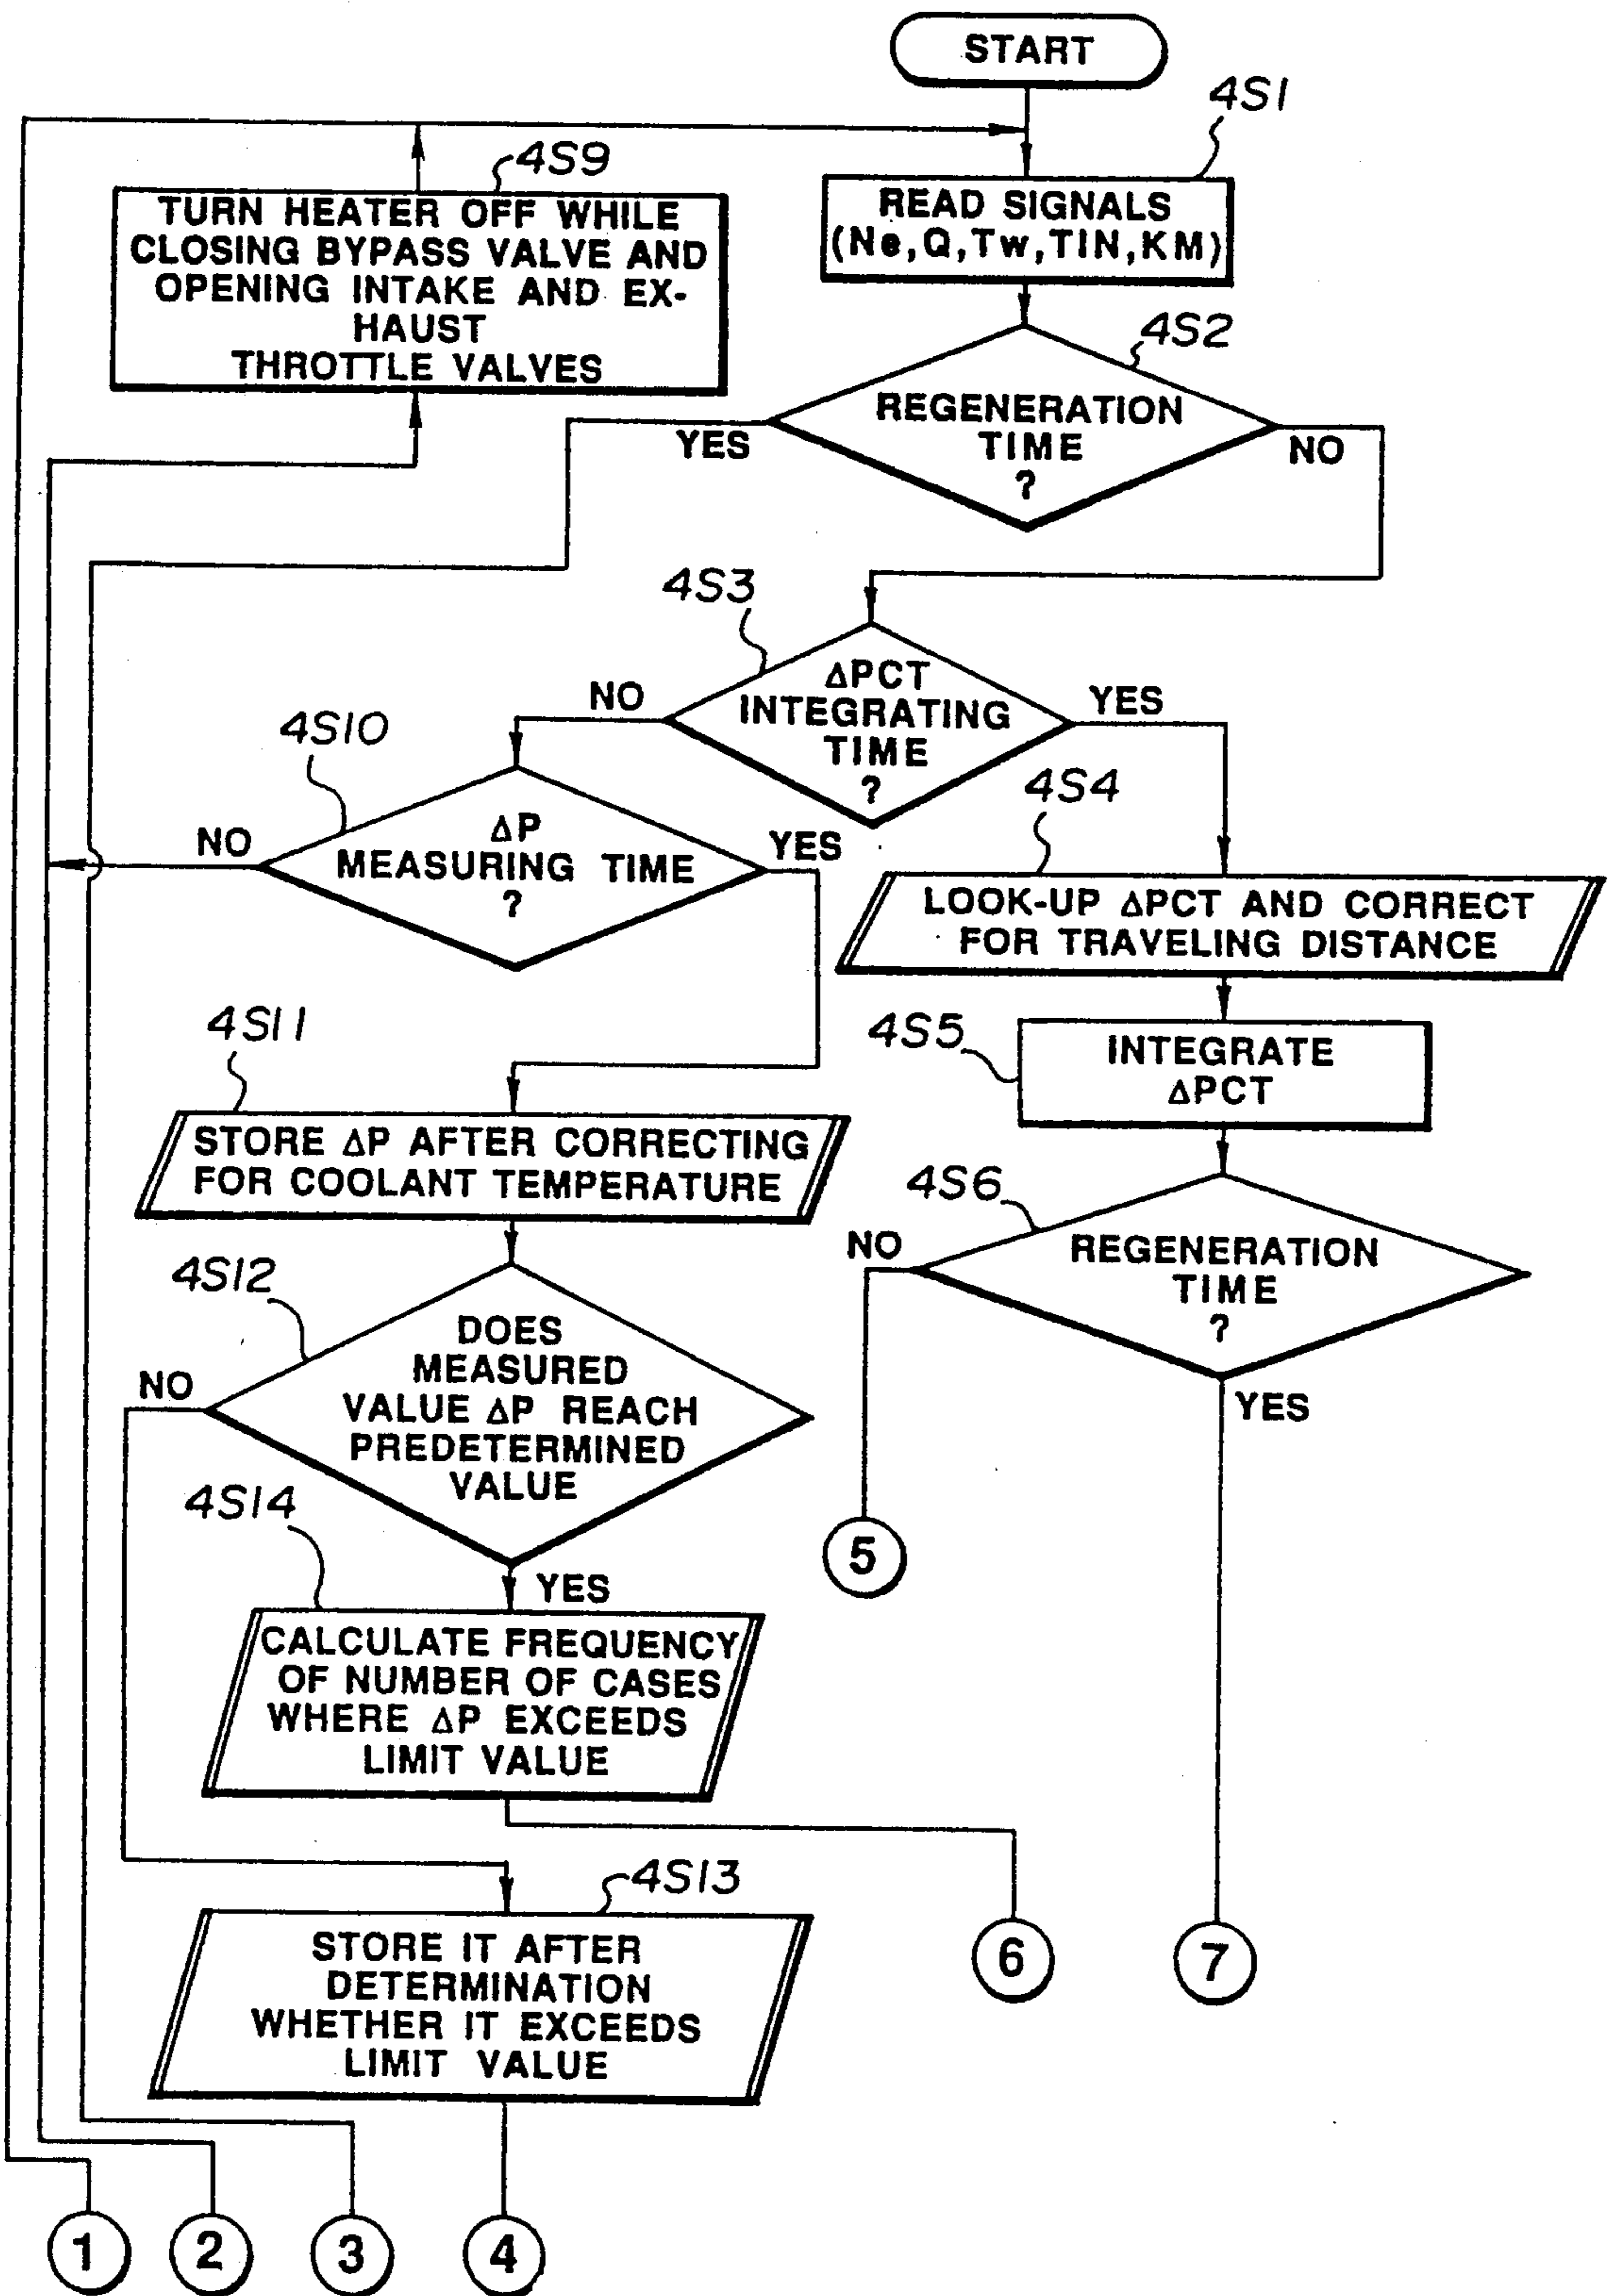 START
4S1
READ SIGNALS
(Ne,Q,Tw,TIN,KM)
4S9
TURN HEATER OFF WHILE
CLOSING BYPASS VALVE AND
OPENING INTAKE AND EX-
HAUST
THROTTLE VALVES
4S2
REGENERATION
TIME
?
YES
NO
4S3
ΔPCT
INTEGRATING
TIME
?
NO
YES
4S10
ΔP
MEASURING TIME
?
NO
YES
4S4
LOOK-UP ΔPCT AND CORRECT
FOR TRAVELING DISTANCE
4S5
INTEGRATE
ΔPCT
4S11
STORE ΔP AFTER CORRECTING
FOR COOLANT TEMPERATURE
4S6
REGENERATION
TIME
?
NO
YES
4S12
DOES
MEASURED
VALUE ΔP REACH
PREDETERMINED
VALUE
NO
YES
4S14
CALCULATE FREQUENCY
OF NUMBER OF CASES
WHERE ΔP EXCEEDS
LIMIT VALUE
5
4S13
STORE IT AFTER
DETERMINATION
WHETHER IT EXCEEDS
LIMIT VALUE
6
7
1
2
3
4